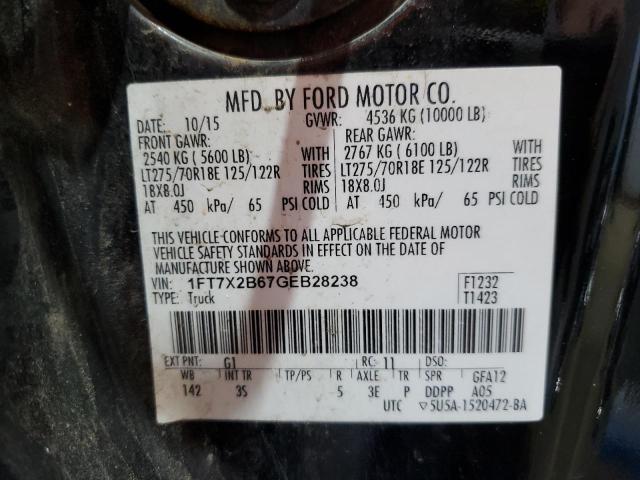 MFD. BY FORD MOTOR CO.
DATE: 10/15 GVWR: 4536 KG (10000 LB)
FRONT GAWR: REAR GAWR:
2540 KG ( 5600 LB) WITH 2767 KG ( 6100 LB) WITH
LT275/70R18E 125/122R TIRES LT275/70R18E 125/122R TIRES
18X8.0J RIMS 18X8.0J RIMS
AT 450 kPa/ 65 PSI COLD AT 450 kPa/ 65 PSI COLD
THIS VEHICLE CONFORMS TO ALL APPLICABLE FEDERAL MOTOR
VEHICLE SAFETY STANDARDS IN EFFECT ON THE DATE OF
MANUFACTURE SHOWN ABOVE.
VIN: 1FT7X2B67GEB28238 F1232
TYPE: Truck T1423
EXT PNT: G1 RC: 11 DSO:
WB INT TR TP/PS R AXLE TR SPR GFA12
142 3S 5 3E P DDPP A05
UTC ▽5U5A-1520472-BA